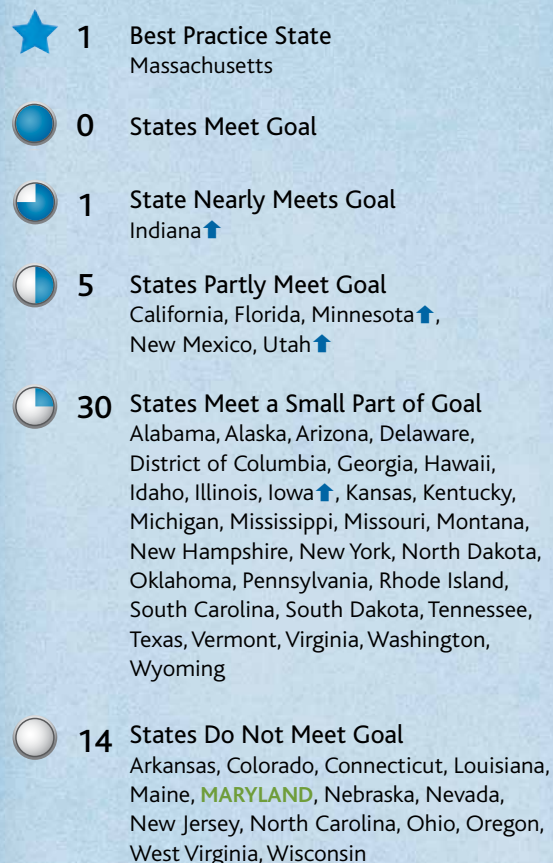 1 Best Practice State
Massachusetts
0 States Meet Goal
1 State Nearly Meets Goal
Indiana⬆
5 States Partly Meet Goal
California, Florida, Minnesota⬆,
New Mexico, Utah⬆
30 States Meet a Small Part of Goal
Alabama, Alaska, Arizona, Delaware,
District of Columbia, Georgia, Hawaii,
Idaho, Illinois, Iowa⬆, Kansas, Kentucky,
Michigan, Mississippi, Missouri, Montana,
New Hampshire, New York, North Dakota,
Oklahoma, Pennsylvania, Rhode Island,
South Carolina, South Dakota, Tennessee,
Texas, Vermont, Virginia, Washington,
Wyoming
14 States Do Not Meet Goal
Arkansas, Colorado, Connecticut, Louisiana,
Maine, MARYLAND, Nebraska, Nevada,
New Jersey, North Carolina, Ohio, Oregon,
West Virginia, Wisconsin